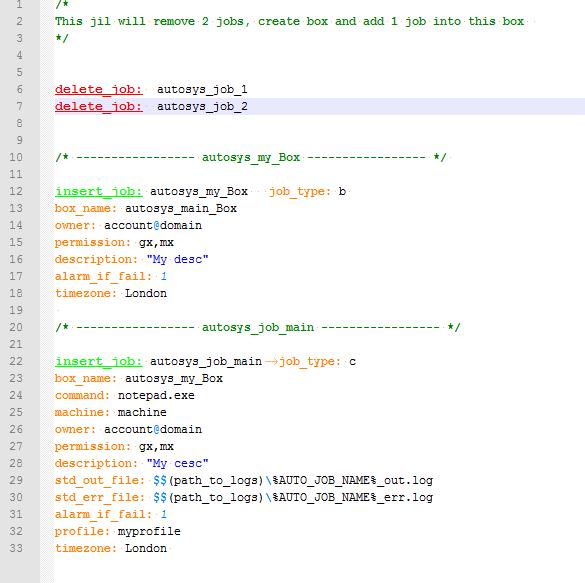 1 /*
2 This jil will remove 2 jobs, create box and add 1 job into this box
3 */
4
5
6 delete_job: autosys_job_1
7 delete_job: autosys_job_2
8
9
10 /* ----------------- autosys_my_Box ----------------- */
11
12 insert_job: autosys_my_Box job_type: b
13 box_name: autosys_main_Box
14 owner: account@domain
15 permission: gx,mx
16 description: "My desc"
17 alarm_if_fail: 1
18 timezone: London
19
20 /* ----------------- autosys_job_main ----------------- */
21
22 insert_job: autosys_job_main→job_type: c
23 box_name: autosys_my_Box
24 command: notepad.exe
25 machine: machine
26 owner: account@domain
27 permission: gx,mx
28 description: "My cesc"
29 std_out_file: $$(path_to_logs)\%AUTO_JOB_NAME%_out.log
30 std_err_file: $$(path_to_logs)\%AUTO_JOB_NAME%_err.log
31 alarm_if_fail: 1
32 profile: myprofile
33 timezone: London